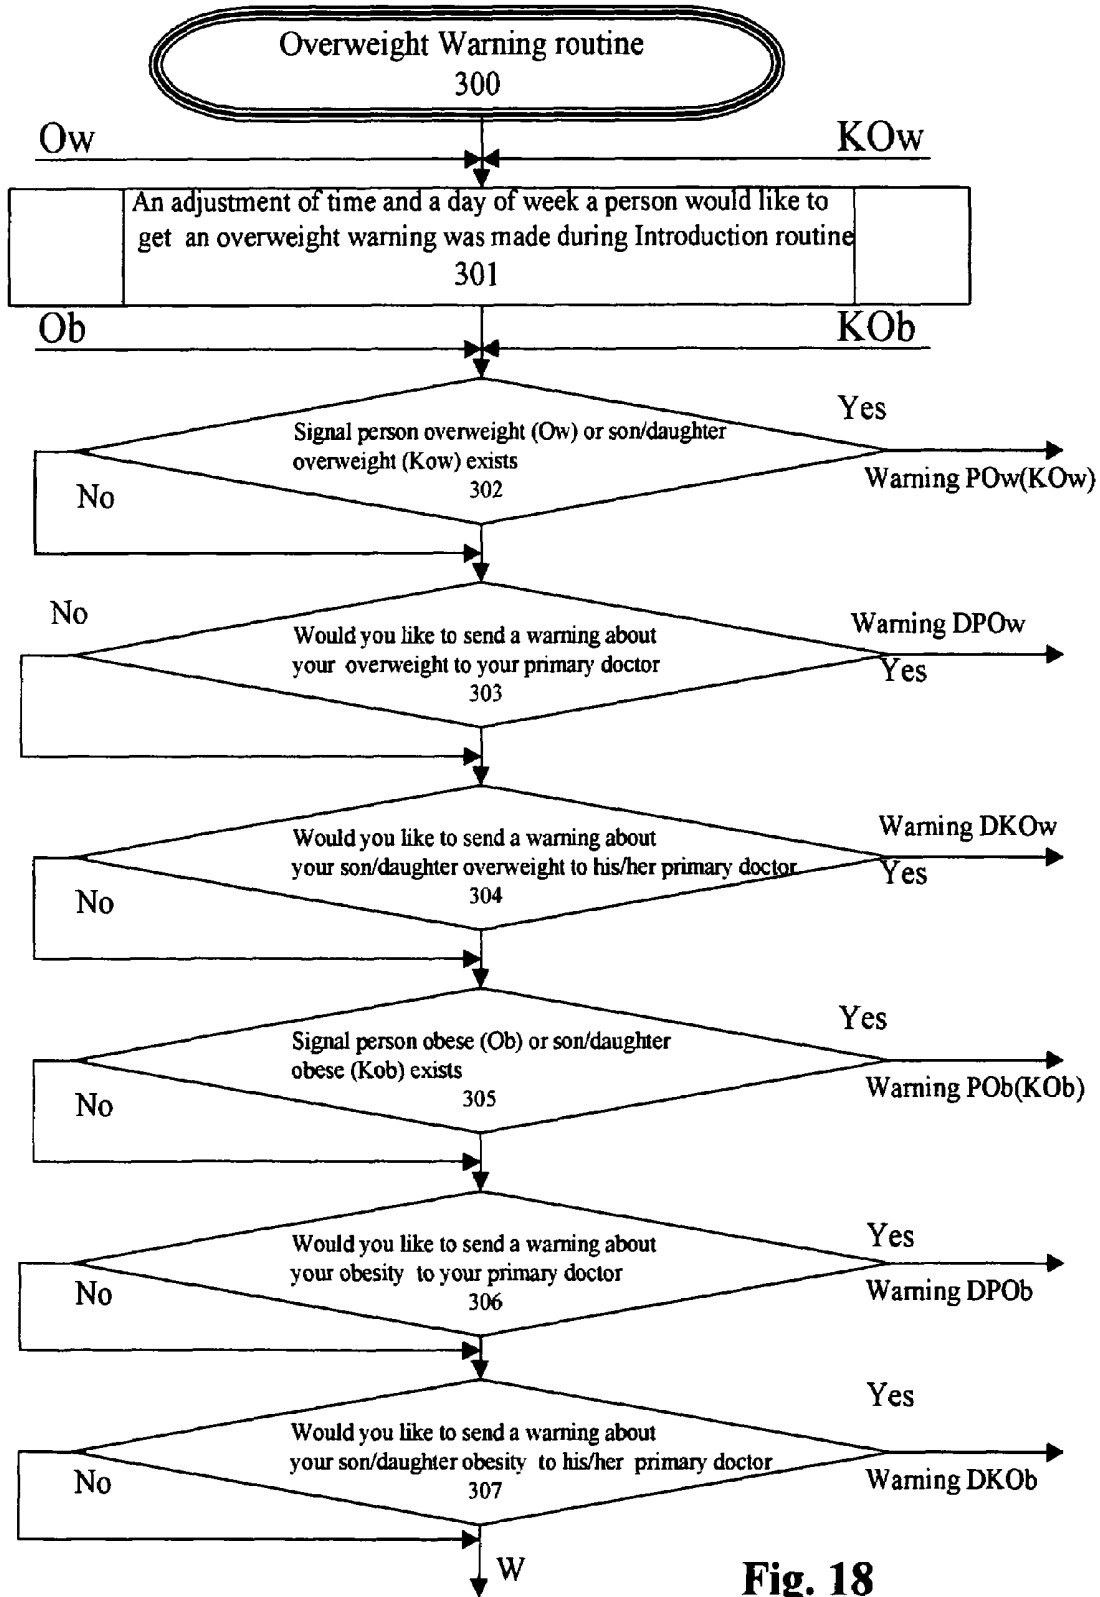 Overweight Warning routine
300
Ow
KOw
An adjustment of time and a day of week a person would like to
get an overweight warning was made during Introduction routine
301
Ob
KOb
Yes
Signal person overweight (Ow) or son/daughter
overweight (Kow) exists
302
No
Warning POw(KOw)
No
Would you like to send a warning about
your overweight to your primary doctor
303
Warning DPOw
Yes
Would you like to send a warning about
your son/daughter overweight to his/her primary doctor
304
No
Warning DKOw
Yes
Yes
Signal person obese (Ob) or son/daughter
obese (Kob) exists
305
No
Warning POb(KOb)
Yes
Would you like to send a warning about
your obesity to your primary doctor
306
No
Warning DPOb
Yes
Would you like to send a warning about
your son/daughter obesity to his/her primary doctor
307
No
Warning DKOb
W
Fig. 18